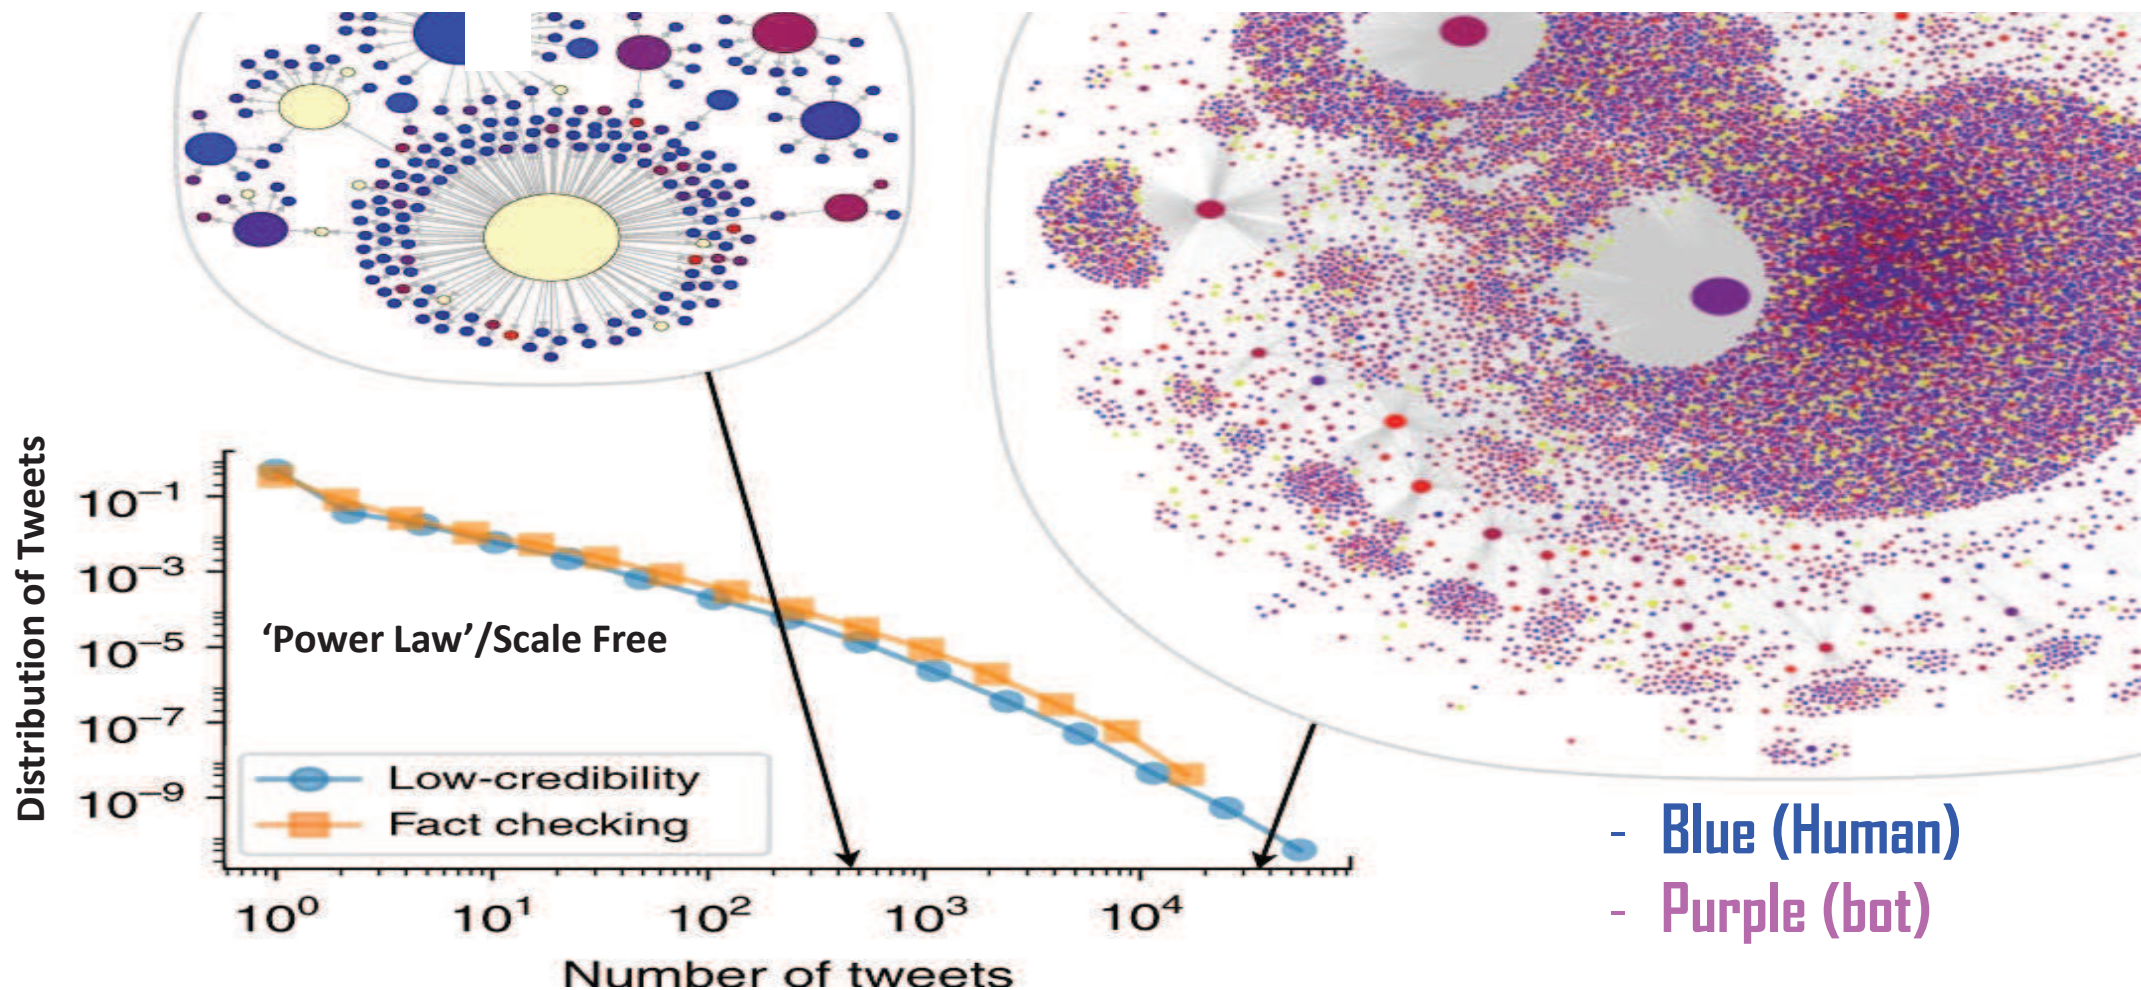 Distribution of Tweets
10⁻¹
10⁻³
10⁻⁵
10⁻⁷
10⁻⁹
‘Power Law’/Scale Free
Low-credibility
Fact checking
10⁰ 10¹ 10² 10³ 10⁴
Number of tweets
- Blue (Human)
- Purple (bot)